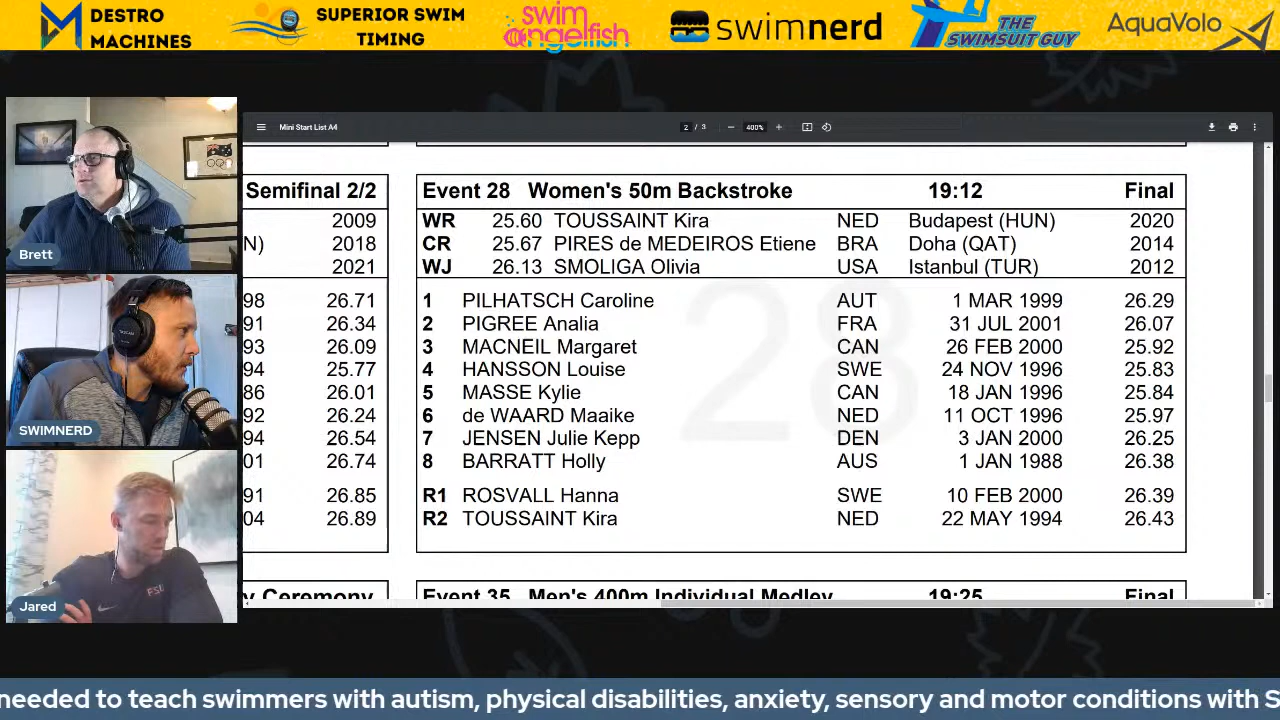 DESTRO
MACHINES
SUPERIOR SWIM
TIMING
swim
angelfish
swimnerd
THE
SWIMSUIT GUY
AquaVolo
Mini Start List A4
2 / 3
400%
Brett
SWIMNERD
Jared
Semifinal 2/2
2009
N) 2018
2021
98 26.71
91 26.34
93 26.09
94 25.77
86 26.01
92 26.24
94 26.54
01 26.74
91 26.85
04 26.89
y Ceremony
Event 28 Women's 50m Backstroke 19:12 Final
WR 25.60 TOUSSAINT Kira NED Budapest (HUN) 2020
CR 25.67 PIRES de MEDEIROS Etiene BRA Doha (QAT) 2014
WJ 26.13 SMOLIGA Olivia USA Istanbul (TUR) 2012
28
1 PILHATSCH Caroline AUT 1 MAR 1999 26.29
2 PIGREE Analia FRA 31 JUL 2001 26.07
3 MACNEIL Margaret CAN 26 FEB 2000 25.92
4 HANSSON Louise SWE 24 NOV 1996 25.83
5 MASSE Kylie CAN 18 JAN 1996 25.84
6 de WAARD Maaike NED 11 OCT 1996 25.97
7 JENSEN Julie Kepp DEN 3 JAN 2000 26.25
8 BARRATT Holly AUS 1 JAN 1988 26.38
R1 ROSVALL Hanna SWE 10 FEB 2000 26.39
R2 TOUSSAINT Kira NED 22 MAY 1994 26.43
Event 35 Men's 400m Individual Medley 19:25 Final
needed to teach swimmers with autism, physical disabilities, anxiety, sensory and motor conditions with S